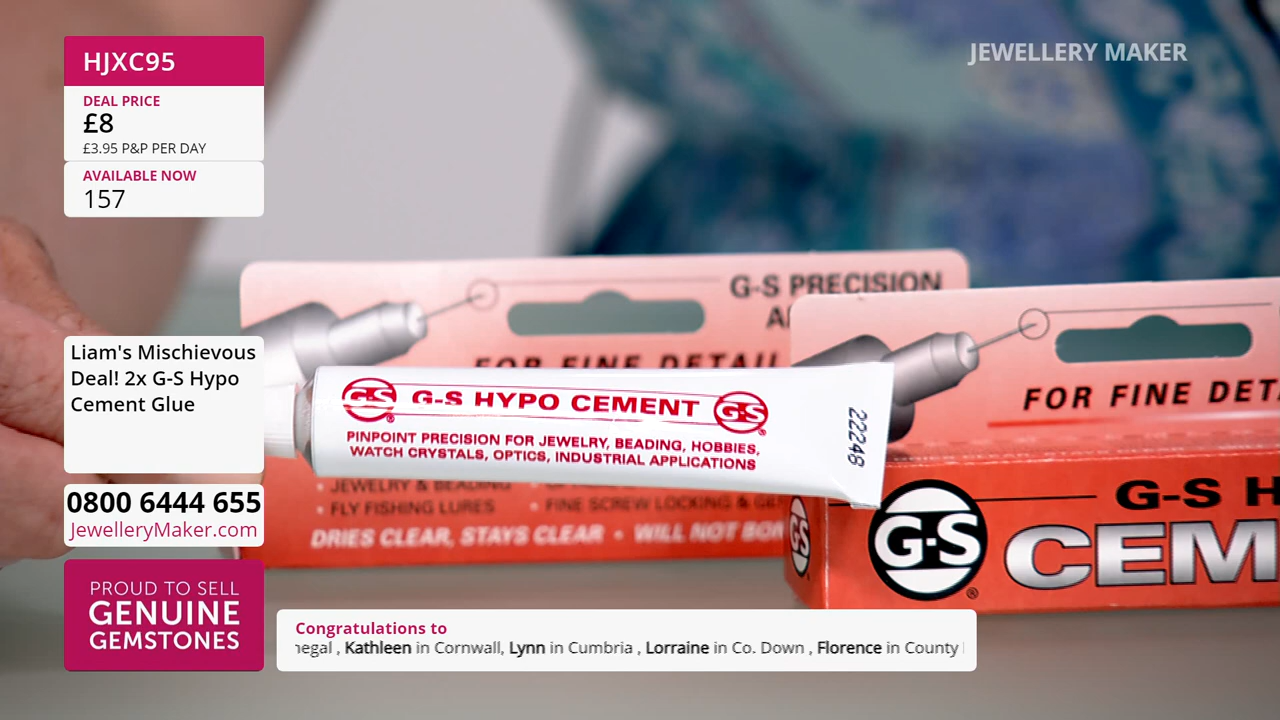 HJXC95
DEAL PRICE
£8
£3.95 P&P PER DAY
AVAILABLE NOW
157
JEWELLERY MAKER
Liam's Mischievous
Deal! 2x G-S Hypo
Cement Glue
0800 6444 655
JewelleryMaker.com
PROUD TO SELL
GENUINE
GEMSTONES
G-S PRECISION
FOR FINE DETAIL
G-S G-S HYPO CEMENT G-S
PINPOINT PRECISION FOR JEWELRY, BEADING, HOBBIES,
WATCH CRYSTALS, OPTICS, INDUSTRIAL APPLICATIONS
22248
• JEWELRY & BEADING
• FLY FISHING LURES • FINE SCREW LOCKING &
DRIES CLEAR, STAYS CLEAR • WILL NOT
FOR FINE
G-S
G-S
G-S
Congratulations to
Kathleen in Cornwall, Lynn in Cumbria , Lorraine in Co. Down , Florence in County